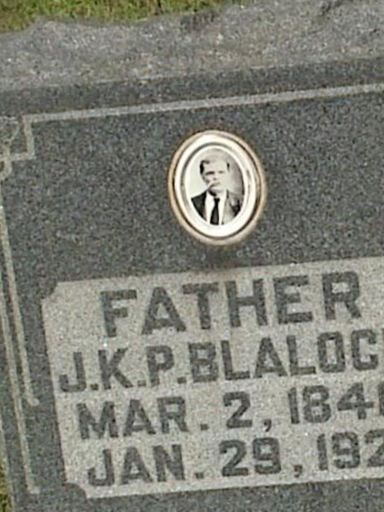 FATHER
J.K.P. BLALOC
MAR. 2, 184
JAN. 29, 192